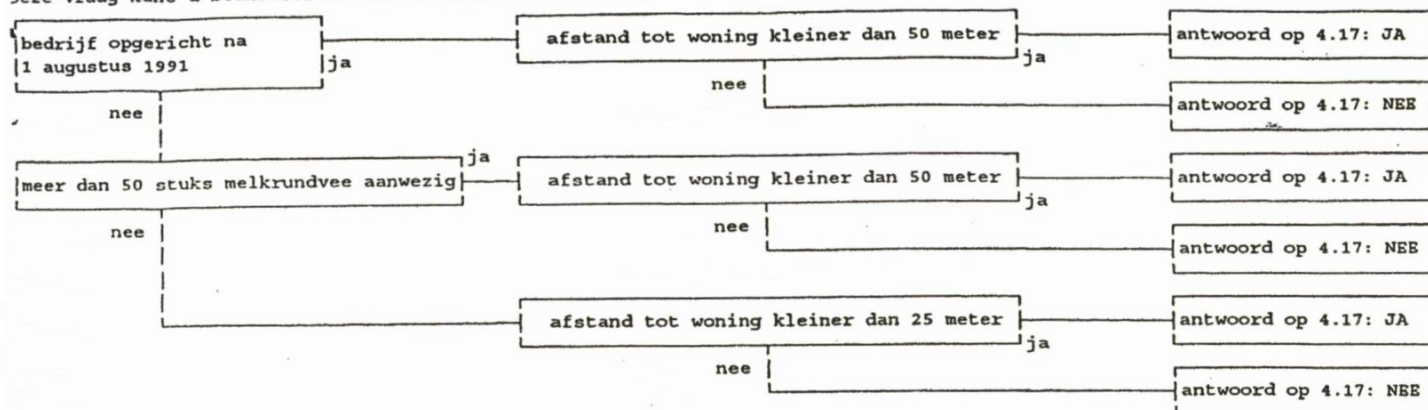 bedrijf opgericht na
1 augustus 1991
ja
nee
afstand tot woning kleiner dan 50 meter
ja
nee
antwoord op 4.17: JA
antwoord op 4.17: NEE
meer dan 50 stuks melkrundvee aanwezig
ja
nee
afstand tot woning kleiner dan 50 meter
ja
nee
antwoord op 4.17: JA
antwoord op 4.17: NEE
afstand tot woning kleiner dan 25 meter
ja
nee
antwoord op 4.17: JA
antwoord op 4.17: NEE